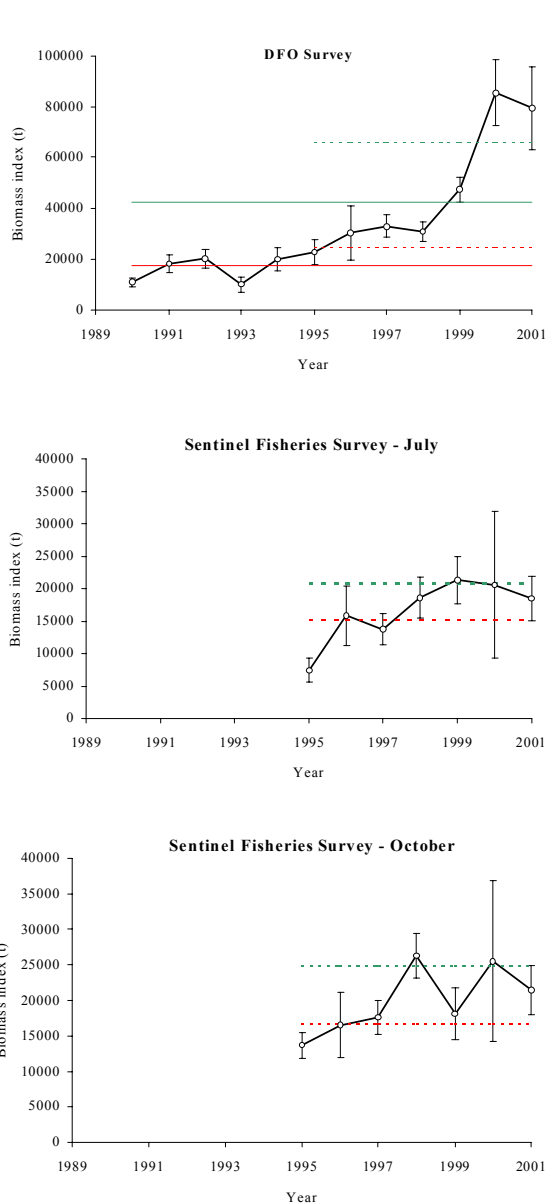 DFO Survey
100000
80000
60000
40000
20000
0
Biomass index (t)
1989 1991 1993 1995 1997 1999 2001
Year
Sentinel Fisheries Survey - July
40000
35000
30000
25000
20000
15000
10000
5000
0
Biomass index (t)
1989 1991 1993 1995 1997 1999 2001
Year
Sentinel Fisheries Survey - October
40000
35000
30000
25000
20000
15000
10000
5000
0
Biomass index (t)
1989 1991 1993 1995 1997 1999 2001
Year